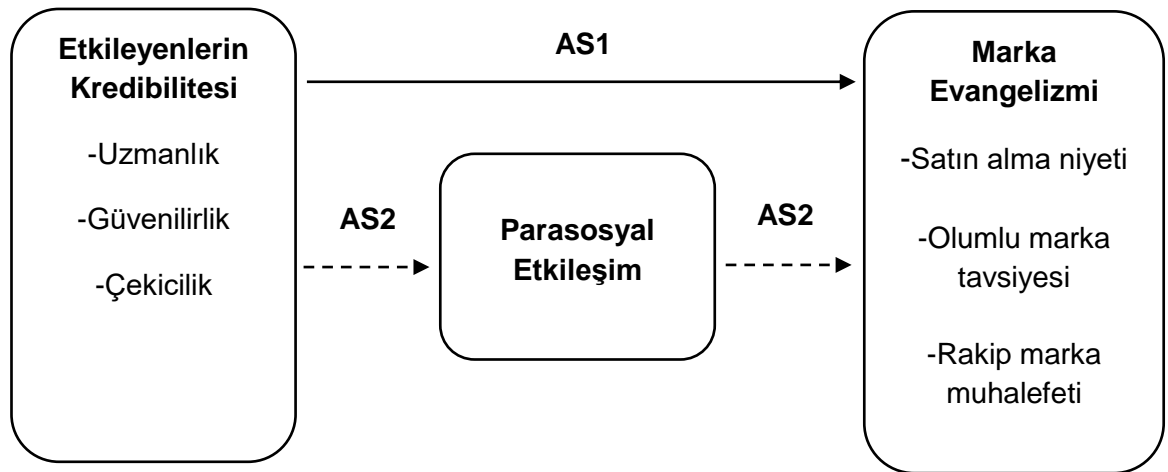 Etkileyenlerin
Kredibilitesi
-Uzmanlık
-Güvenilirlik
-Çekicilik
AS1
AS2
Parasosyal
Etkileşim
AS2
Marka
Evangelizmi
-Satın alma niyeti
-Olumlu marka
tavsiyesi
-Rakip marka
muhalefeti